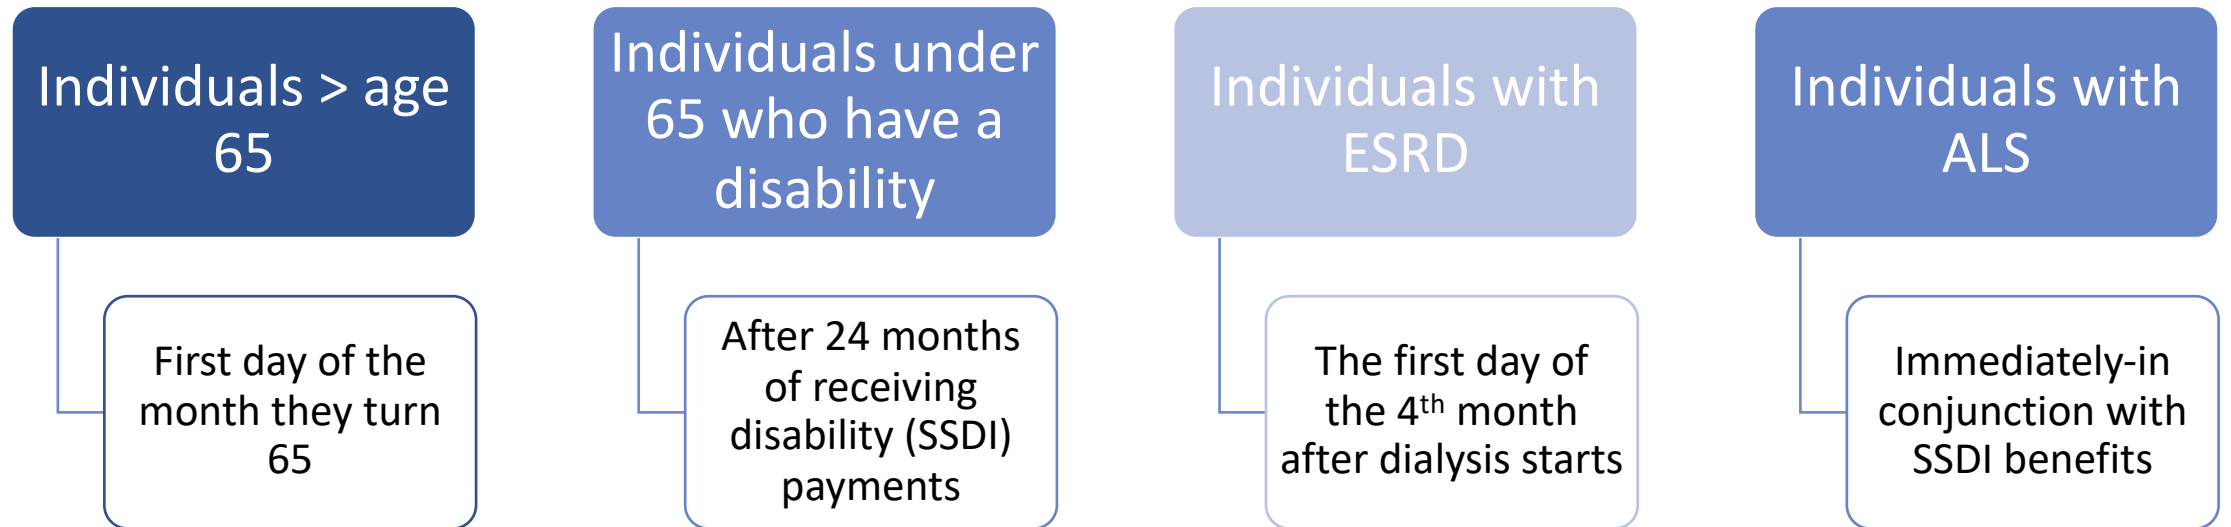 Individuals > age
65
First day of the
month they turn
65
Individuals under
65 who have a
disability
After 24 months
of receiving
disability (SSDI)
payments
Individuals with
ESRD
The first day of
the 4th month
after dialysis starts
Individuals with
ALS
Immediately-in
conjunction with
SSDI benefits